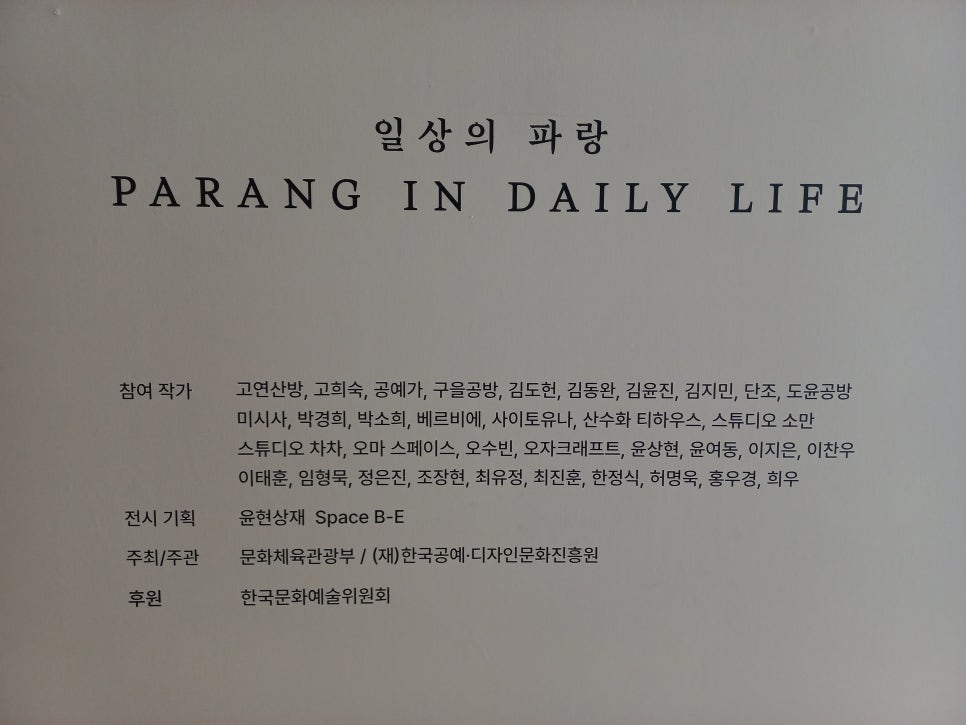 일상의 파랑
PARANG IN DAILY LIFE
참여 작가 고연산방, 고희숙, 공예가, 구을공방, 김도헌, 김동완, 김윤진, 김지민, 단조, 도윤공방
미시사, 박경희, 박소희, 베르비에, 사이토유나, 산수화 티하우스, 스튜디오 소만
스튜디오 차차, 오마 스페이스, 오수빈, 오자크래프트, 윤상현, 윤여동, 이지은, 이찬우
이태훈, 임형묵, 정은진, 조장현, 최유정, 최진훈, 한정식, 허명욱, 홍우경, 희우
전시 기획 윤현상재 Space B-E
주최/주관 문화체육관광부 / (재)한국공예·디자인문화진흥원
후원 한국문화예술위원회